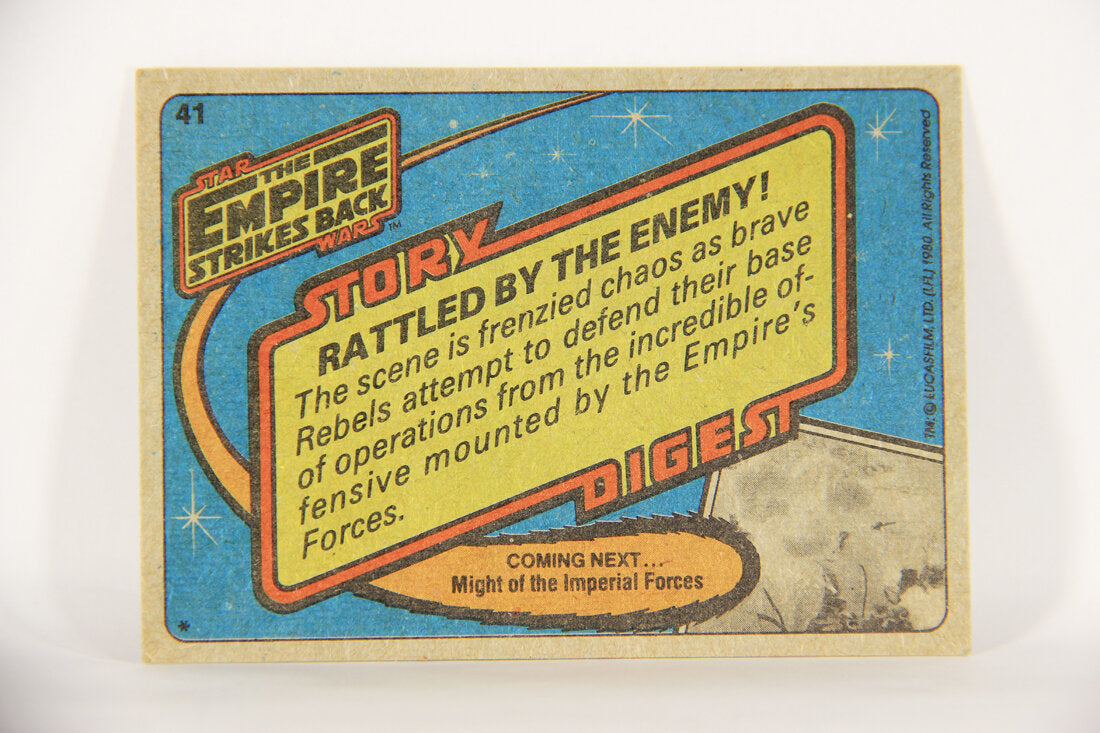 41
STAR
THE
EMPIRE
STRIKES BACK
WARS™
STORY
RATTLED BY THE ENEMY!
The scene is frenzied chaos as brave
Rebels attempt to defend their base
of operations from the incredible of-
fensive mounted by the Empire's
Forces.
DIGEST
COMING NEXT...
Might of the Imperial Forces
*
TM: © LUCASFILM, LTD. (LFL) 1980 All Rights Reserved